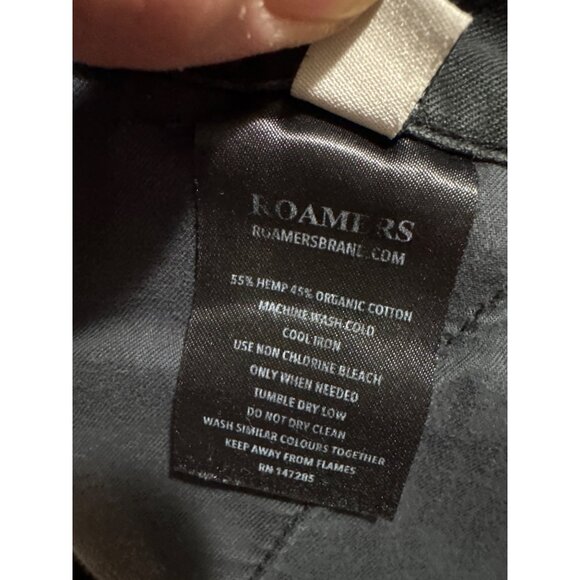 ROAMERS
ROAMERSBRAND.COM
55% HEMP 45% ORGANIC COTTON
MACHINE WASH COLD
COOL IRON
USE NON CHLORINE BLEACH
ONLY WHEN NEEDED
TUMBLE DRY LOW
DO NOT DRY CLEAN
WASH SIMILAR COLOURS TOGETHER
KEEP AWAY FROM FLAMES
RN 147285